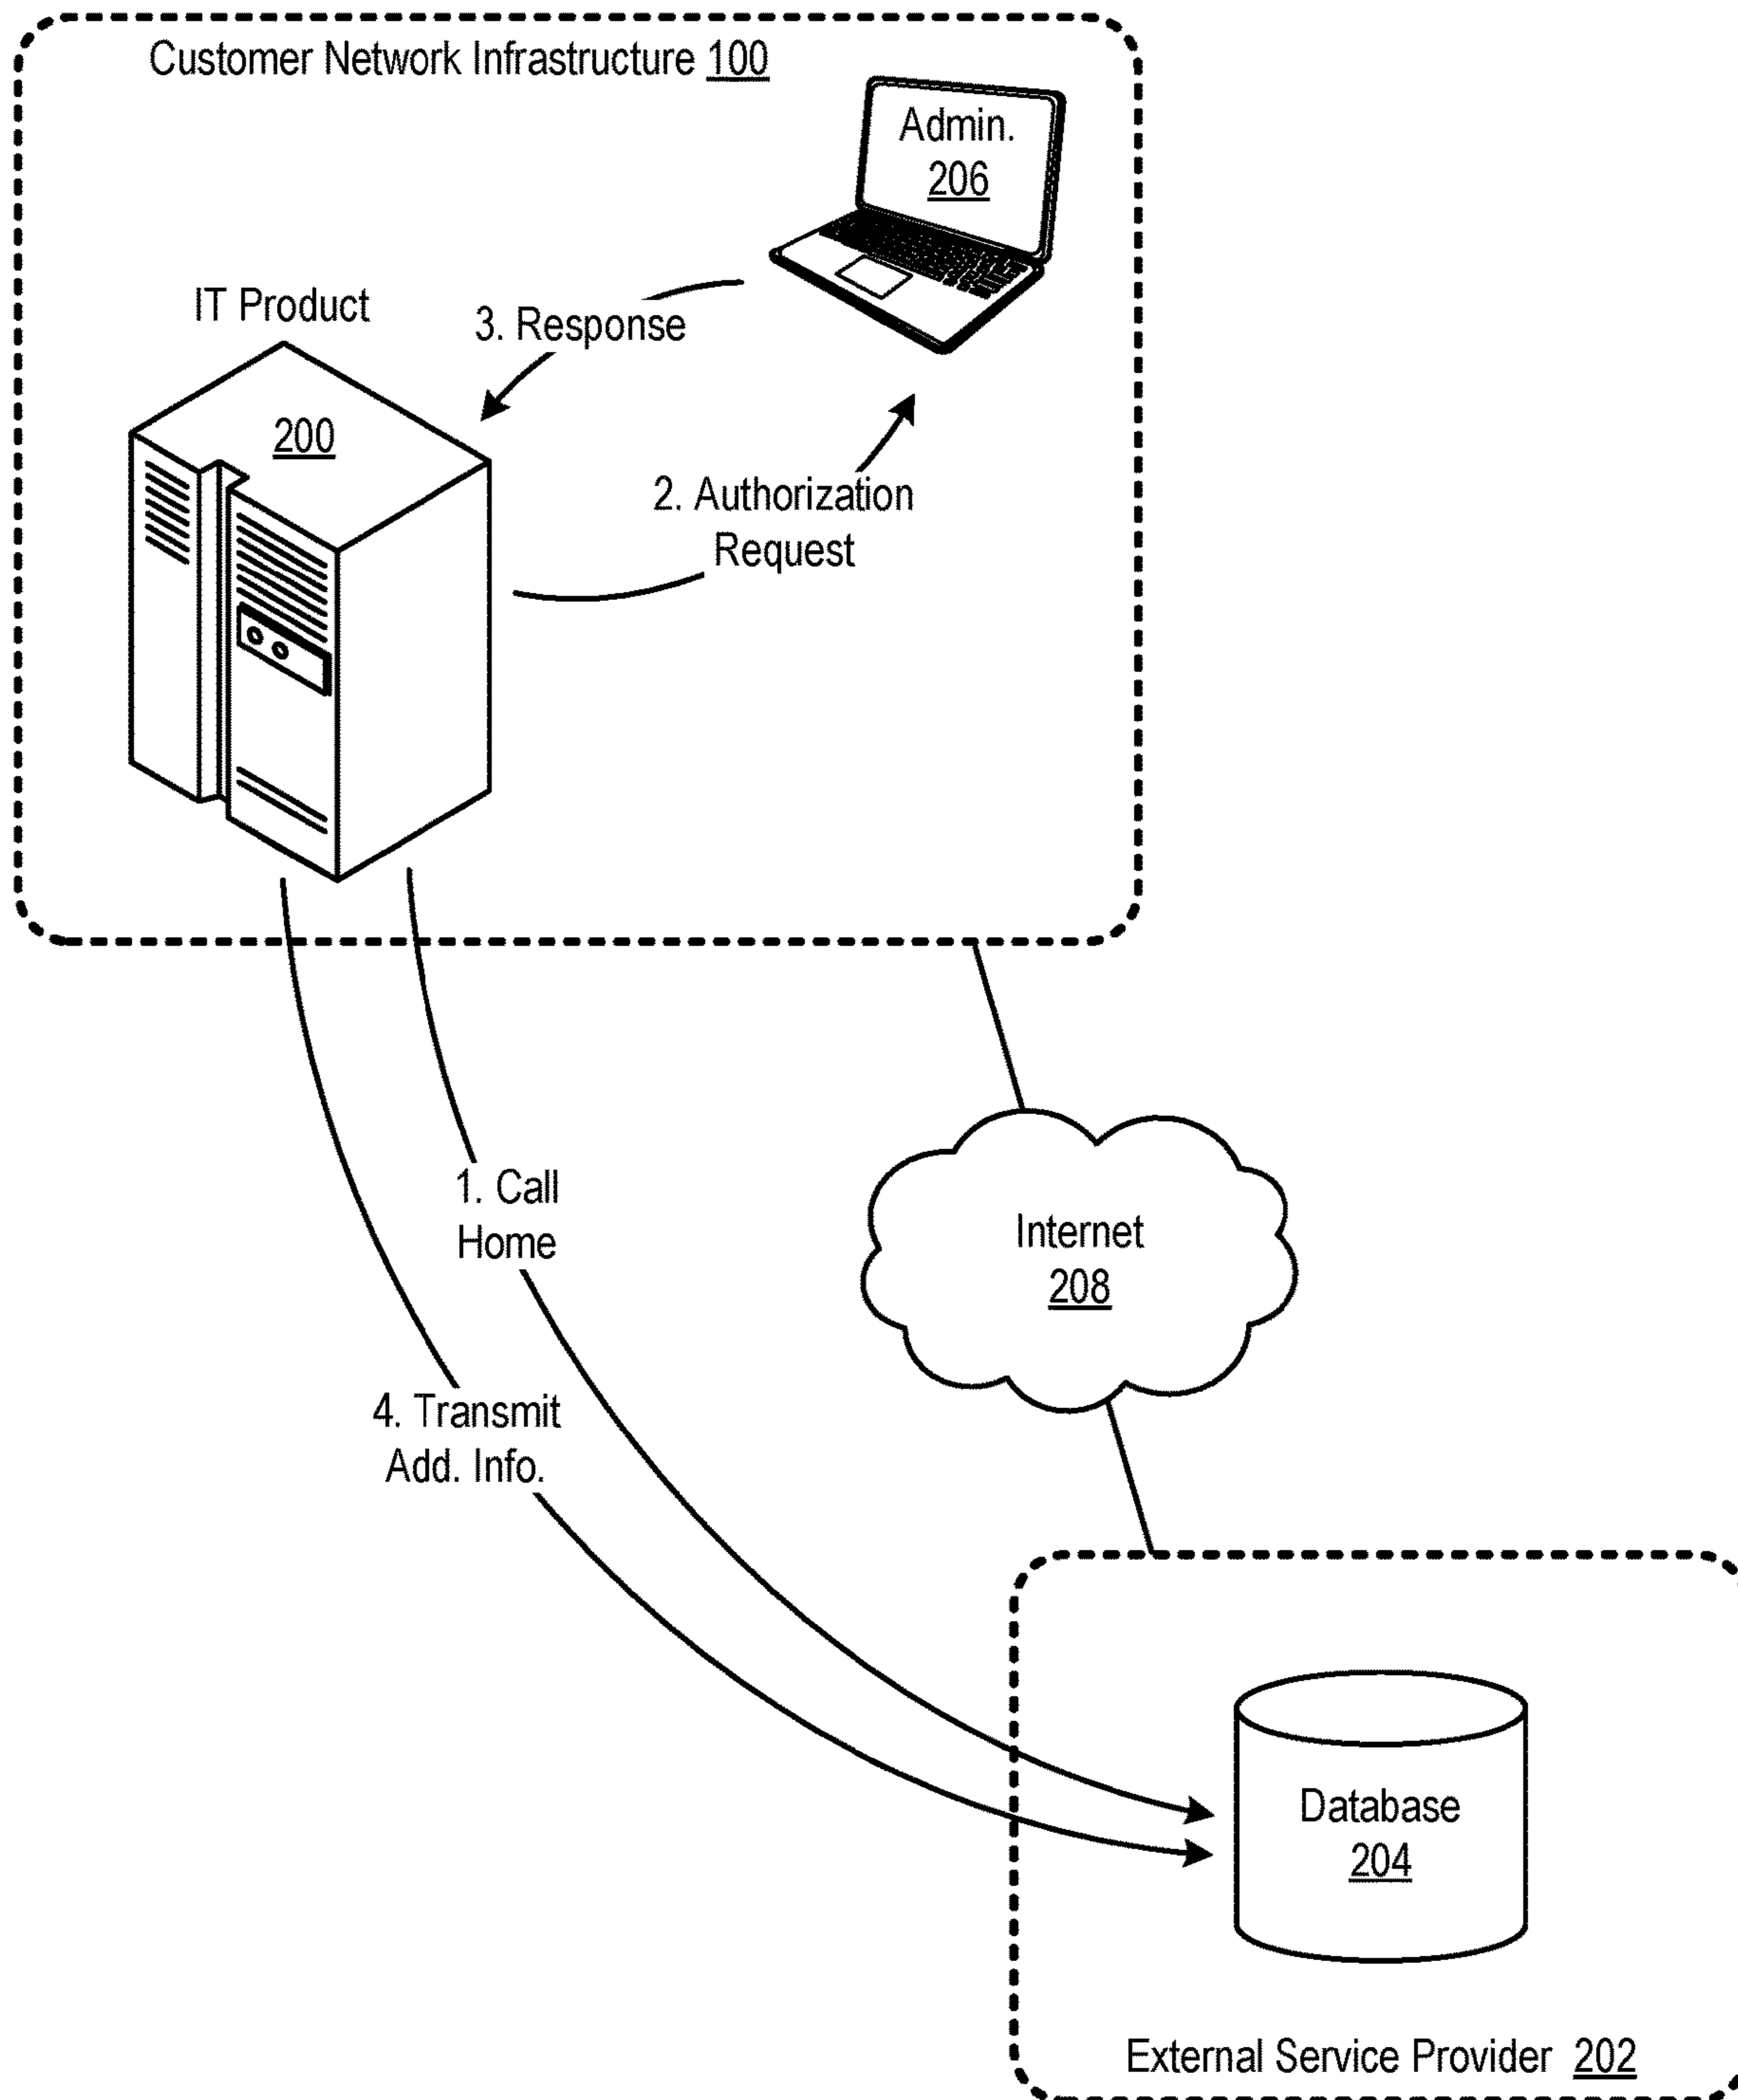 Customer Network Infrastructure 100
Admin.
206
IT Product
3. Response
200
2. Authorization
Request
1. Call
Home
Internet
208
4. Transmit
Add. Info.
Database
204
External Service Provider 202